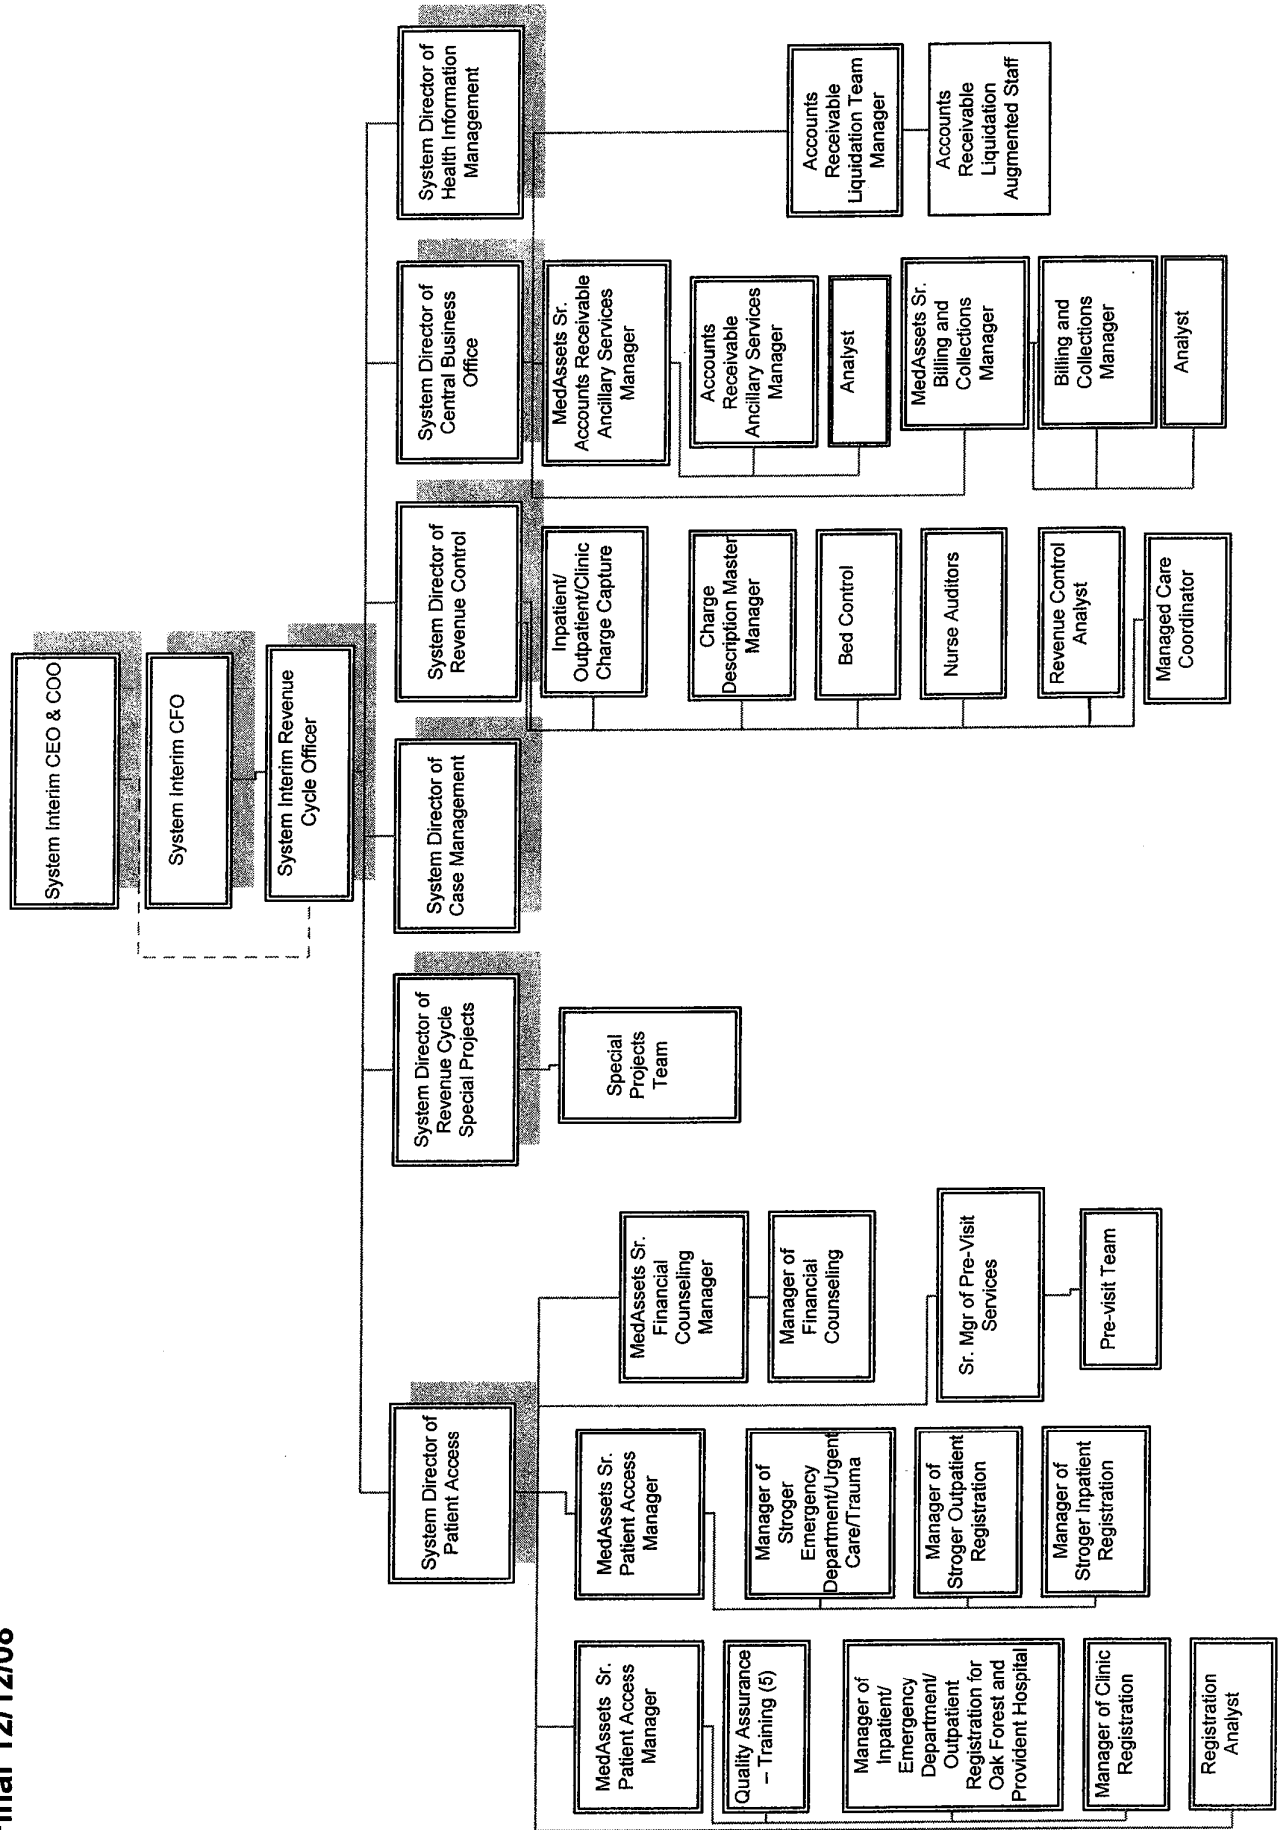 Final 12/12/08
System Interim CEO & COO
System Interim CFO
System Interim Revenue
Cycle Officer
System Director of
Patient Access
System Director of
Revenue Cycle
Special Projects
System Director of
Case Management
System Director of
Revenue Control
System Director of
Central Business
Office
System Director of
Health Information
Management
MedAssets Sr.
Patient Access
Manager
Quality Assurance
– Training (5)
Manager of
Inpatient/
Emergency
Department/
Outpatient
Registration for
Oak Forest and
Provident Hospital
Manager of Clinic
Registration
Registration
Analyst
MedAssets Sr.
Patient Access
Manager
Manager of
Stroger
Emergency
Department/Urgent
Care/Trauma
Manager of
Stroger Outpatient
Registration
Manager of
Stroger Inpatient
Registration
MedAssets Sr.
Financial
Counseling
Manager
Manager of
Financial
Counseling
Sr. Mgr of Pre-Visit
Services
Pre-visit Team
Special
Projects
Team
Inpatient/
Outpatient/Clinic
Charge Capture
Charge
Description Master
Manager
Bed Control
Nurse Auditors
Revenue Control
Analyst
Managed Care
Coordinator
MedAssets Sr.
Accounts Receivable
Ancillary Services
Manager
Accounts
Receivable
Ancillary Services
Manager
Analyst
MedAssets Sr.
Billing and
Collections
Manager
Billing and
Collections
Manager
Analyst
Accounts
Receivable
Liquidation Team
Manager
Accounts
Receivable
Liquidation
Augmented Staff